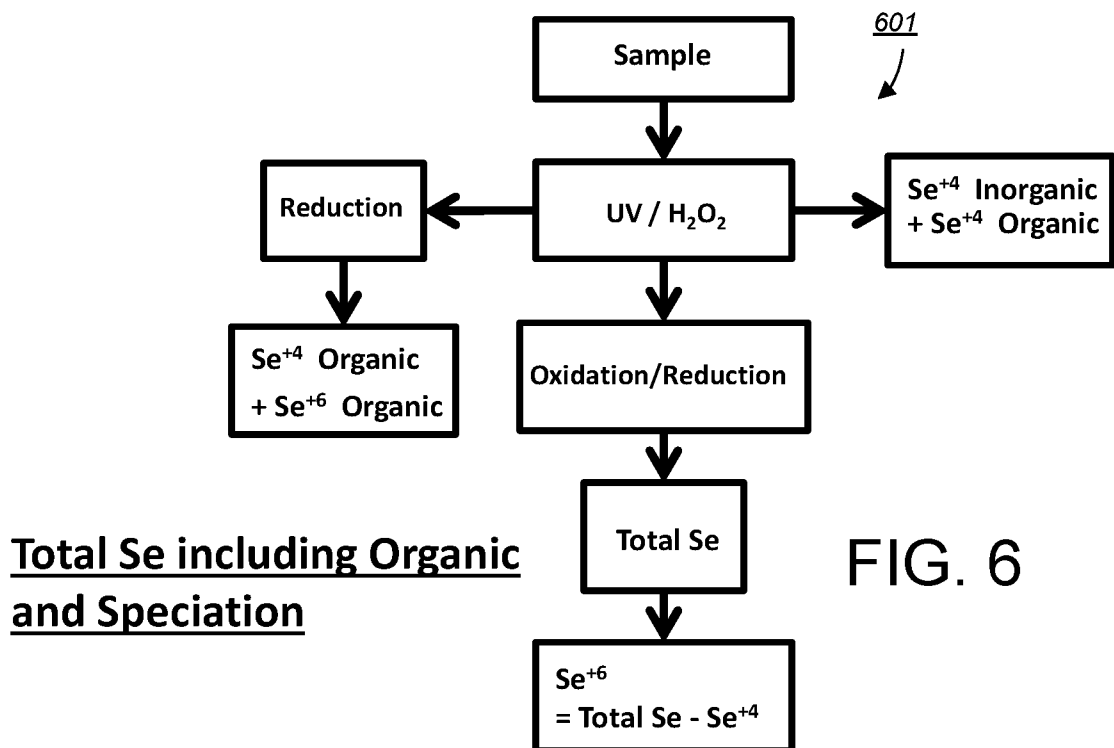 601
Sample
Reduction
UV / H₂O₂
Se⁺⁴ Inorganic
+ Se⁺⁴ Organic
Se⁺⁴ Organic
+ Se⁺⁶ Organic
Oxidation/Reduction
Total Se
Total Se including Organic
and Speciation
FIG. 6
Se⁺⁶
= Total Se - Se⁺⁴